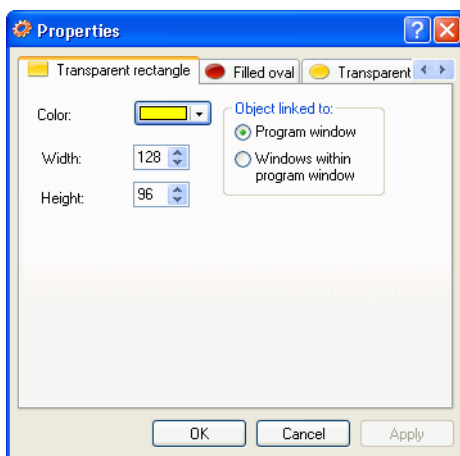 Properties
Transparent rectangle Filled oval Transparent
Color:
Width: 128
Height: 96
Object linked to:
Program window
Windows within
program window
OK Cancel Apply